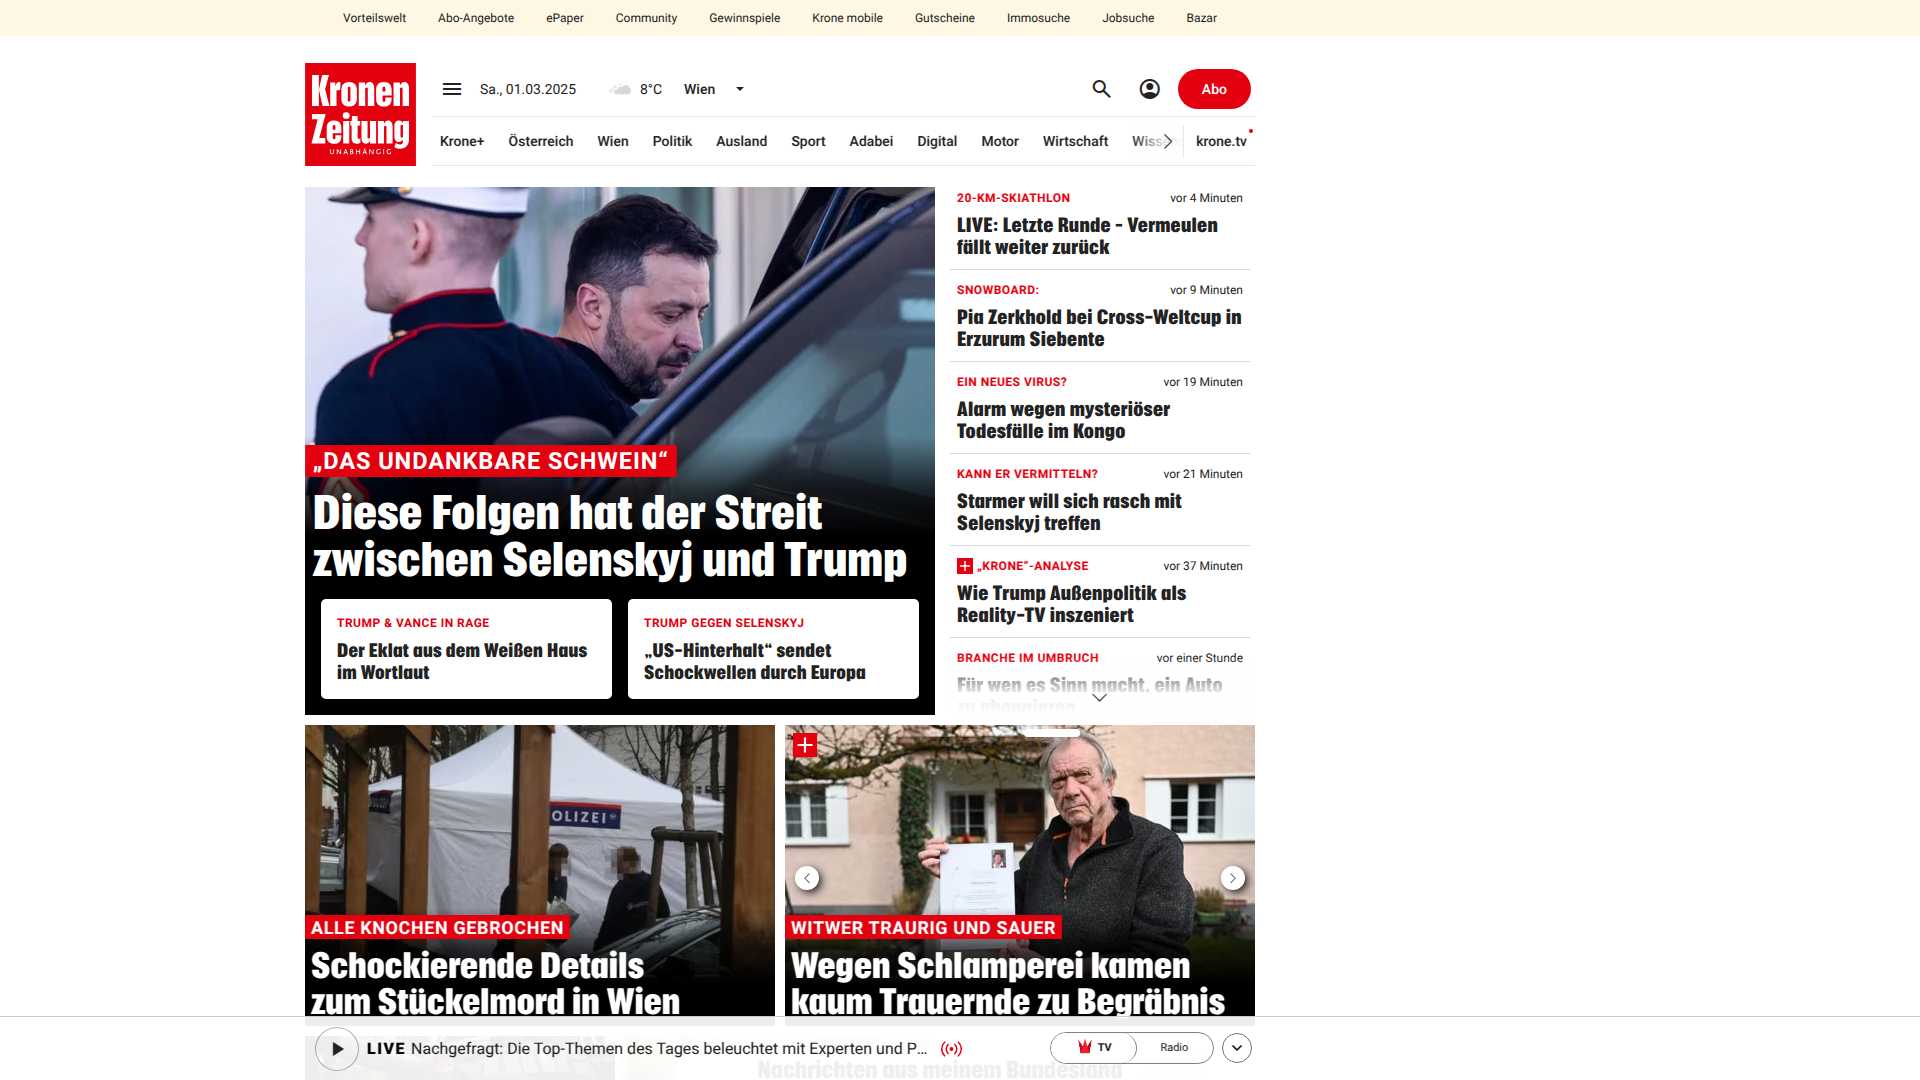 Vorteilswelt Abo-Angebote ePaper Community Gewinnspiele Krone mobile Gutscheine Immosuche Jobsuche Bazar
Kronen
Zeitung
UNABHÄNGIG
Sa., 01.03.2025 8°C Wien
Abo
Krone+ Österreich Wien Politik Ausland Sport Adabei Digital Motor Wirtschaft krone.tv
„DAS UNDANKBARE SCHWEIN“
Diese Folgen hat der Streit
zwischen Selenskyj und Trump
TRUMP & VANCE IN RAGE
Der Eklat aus dem Weißen Haus
im Wortlaut
TRUMP GEGEN SELENSKYJ
„US-Hinterhalt“ sendet
Schockwellen durch Europa
20-KM-SKIATHLON vor 4 Minuten
LIVE: Letzte Runde - Vermeulen
fällt weiter zurück
SNOWBOARD: vor 9 Minuten
Pia Zerkhold bei Cross-Weltcup in
Erzurum Siebente
EIN NEUES VIRUS? vor 19 Minuten
Alarm wegen mysteriöser
Todesfälle im Kongo
KANN ER VERMITTELN? vor 21 Minuten
Starmer will sich rasch mit
Selenskyj treffen
„KRONE“-ANALYSE vor 37 Minuten
Wie Trump Außenpolitik als
Reality-TV inszeniert
BRANCHE IM UMBRUCH vor einer Stunde
Für wen es Sinn macht, ein Auto
zu abonnieren
OLIZEI
ALLE KNOCHEN GEBROCHEN
Schockierende Details
zum Stückelmord in Wien
WITWER TRAURIG UND SAUER
Wegen Schlamperei kamen
kaum Trauernde zu Begräbnis
LIVE Nachgefragt: Die Top-Themen des Tages beleuchtet mit Experten und P...
TV Radio
Nachrichten aus meinem Bundesland